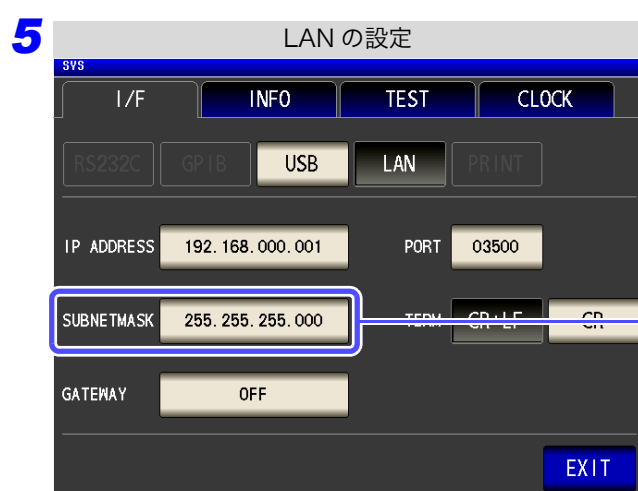 5
LAN の設定
SYS
I/F INFO TEST CLOCK
RS232C GPIB USB LAN PRINT
IP ADDRESS 192.168.000.001 PORT 03500
SUBNETMASK 255.255.255.000 TERM CR+LF CR
GATEWAY OFF
EXIT